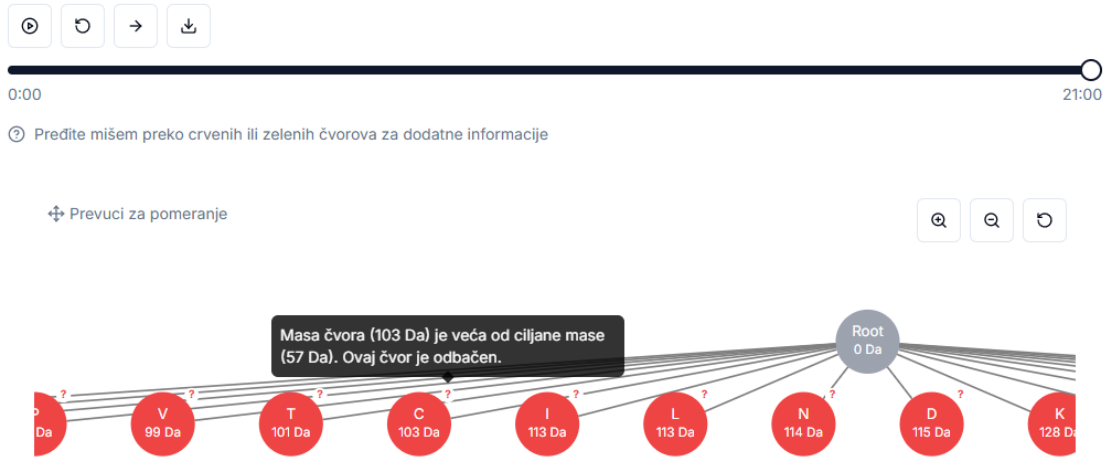 0:00
21:00
Pređite mišem preko crvenih ili zelenih čvorova za dodatne informacije
Prevuci za pomeranje
Masa čvora (103 Da) je veća od ciljane mase
(57 Da). Ovaj čvor je odbačen.
Root
0 Da
? ? ? ? ? ? ? ? ?
V T C I L N D K
Da 99 Da 101 Da 103 Da 113 Da 113 Da 114 Da 115 Da 128 Da